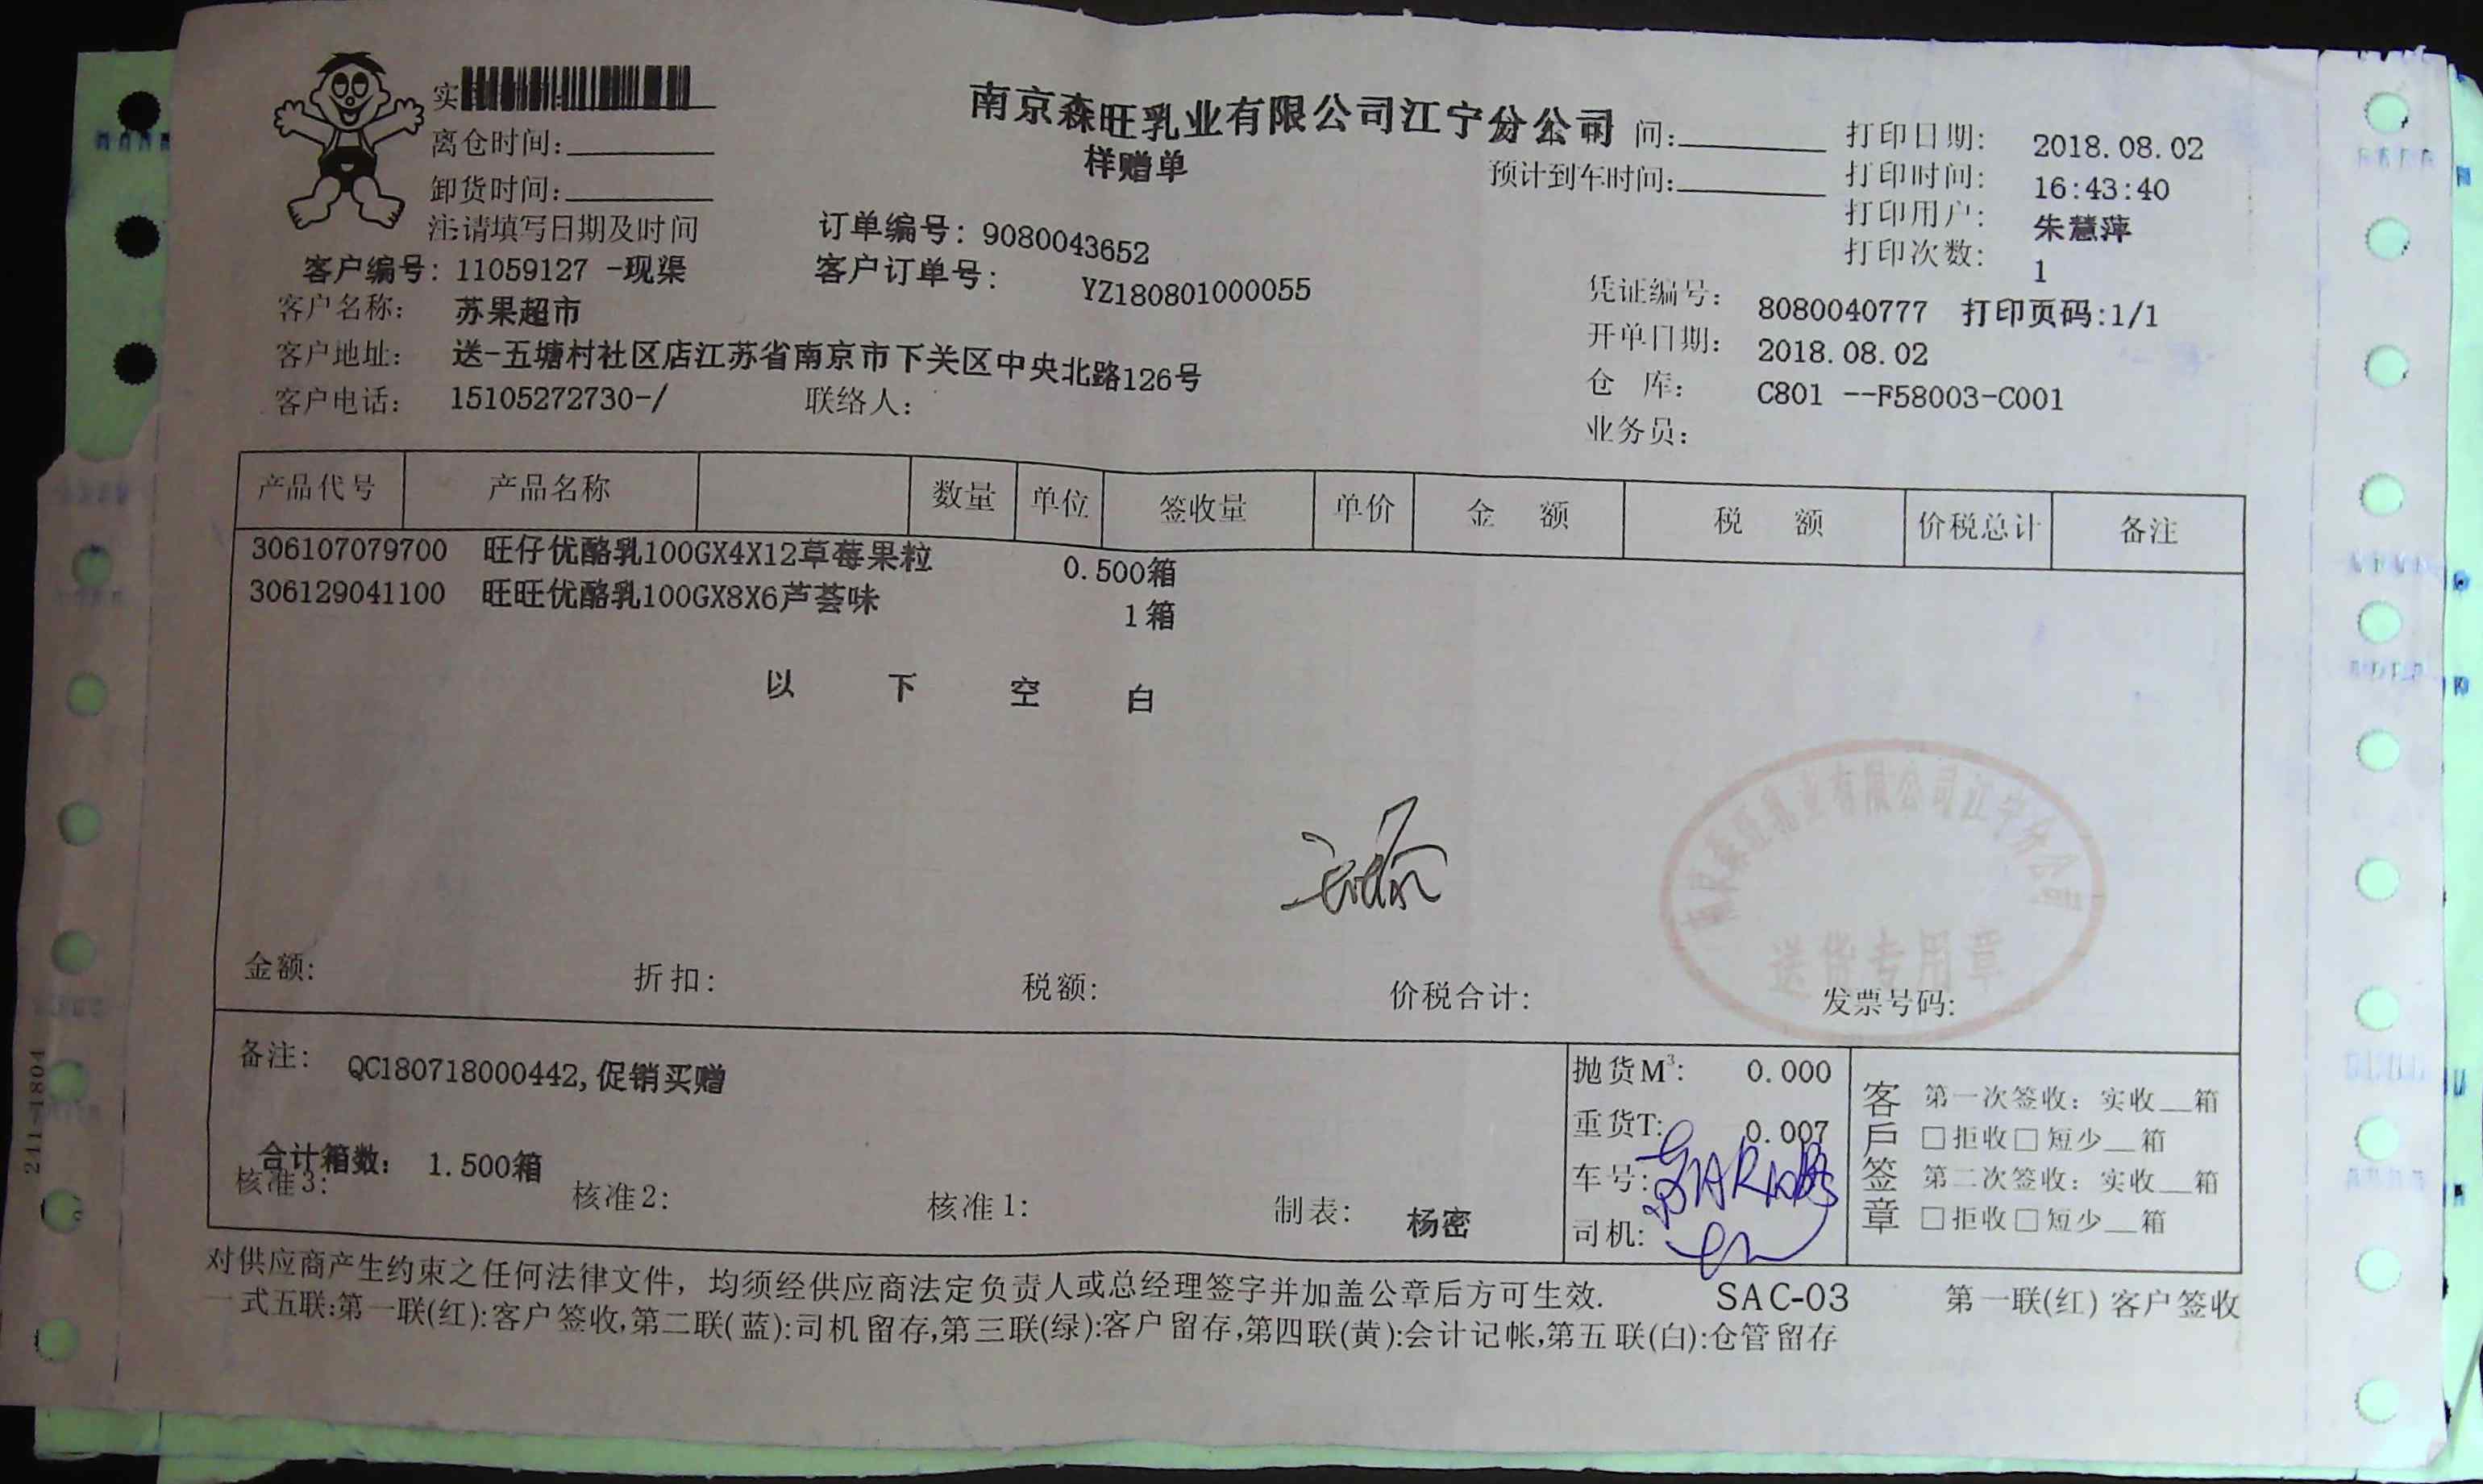 南京森旺乳业有限公司江宁分公司
样赠单
实
离仓时间:
卸货时间:
注:请填写日期及时间
间:
预计到车时间:
打印日期: 2018.08.02
打印时间: 16:43:40
打印用户: 朱慧萍
打印次数: 1
订单编号: 9080043652
客户编号: 11059127 -现渠
客户订单号: YZ180801000055
凭证编号: 8080040777 打印页码:1/1
客户名称: 苏果超市
开单日期: 2018.08.02
客户地址: 送-五塘村社区店江苏省南京市下关区中央北路126号
仓 库: C801 --F58003-C001
客户电话: 15105272730-/ 联络人:
业务员:
产品代号 产品名称 数量 单位 签收量 单价 金 额 税 额 价税总计 备注
306107079700 旺仔优酪乳100GX4X12草莓果粒 0.500箱
306129041100 旺旺优酪乳100GX8X6芦荟味 1箱
以 下 空 白
南京森旺乳业有限公司江宁分公司
送货专用章
金额: 折扣: 税额: 价税合计: 发票号码:
备注: QC180718000442,促销买赠
合计箱数: 1.500箱
核准3: 核准2: 核准1: 制表: 杨密
抛货M³: 0.000
重货T: 0.007
车号:
司机:
客戶签章
第一次签收: 实收__箱
□拒收□短少__箱
第二次签收: 实收__箱
□拒收□短少__箱
对供应商产生约束之任何法律文件，均须经供应商法定负责人或总经理签字并加盖公章后方可生效.
SAC-03 第一联(红) 客户签收
一式五联:第一联(红):客户签收,第二联(蓝):司机留存,第三联(绿):客户留存,第四联(黄):会计记帐,第五联(白):仓管留存
211-1804